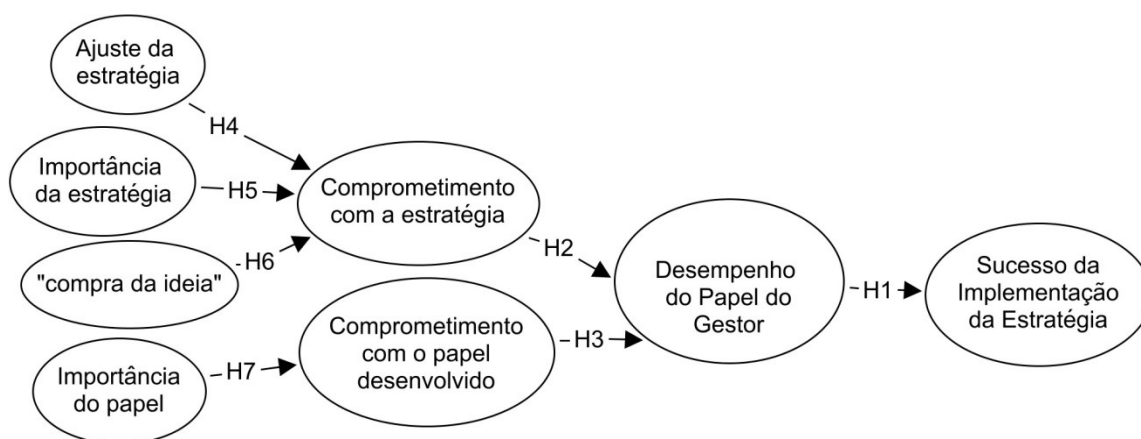 Ajuste da
estratégia
H4
Importância
da estratégia
H5
"compra da ideia"
H6
Importância
do papel
H7
Comprometimento
com a estratégia
H2
Comprometimento
com o papel
desenvolvido
H3
Desempenho
do Papel do
Gestor
H1
Sucesso da
Implementação
da Estratégia